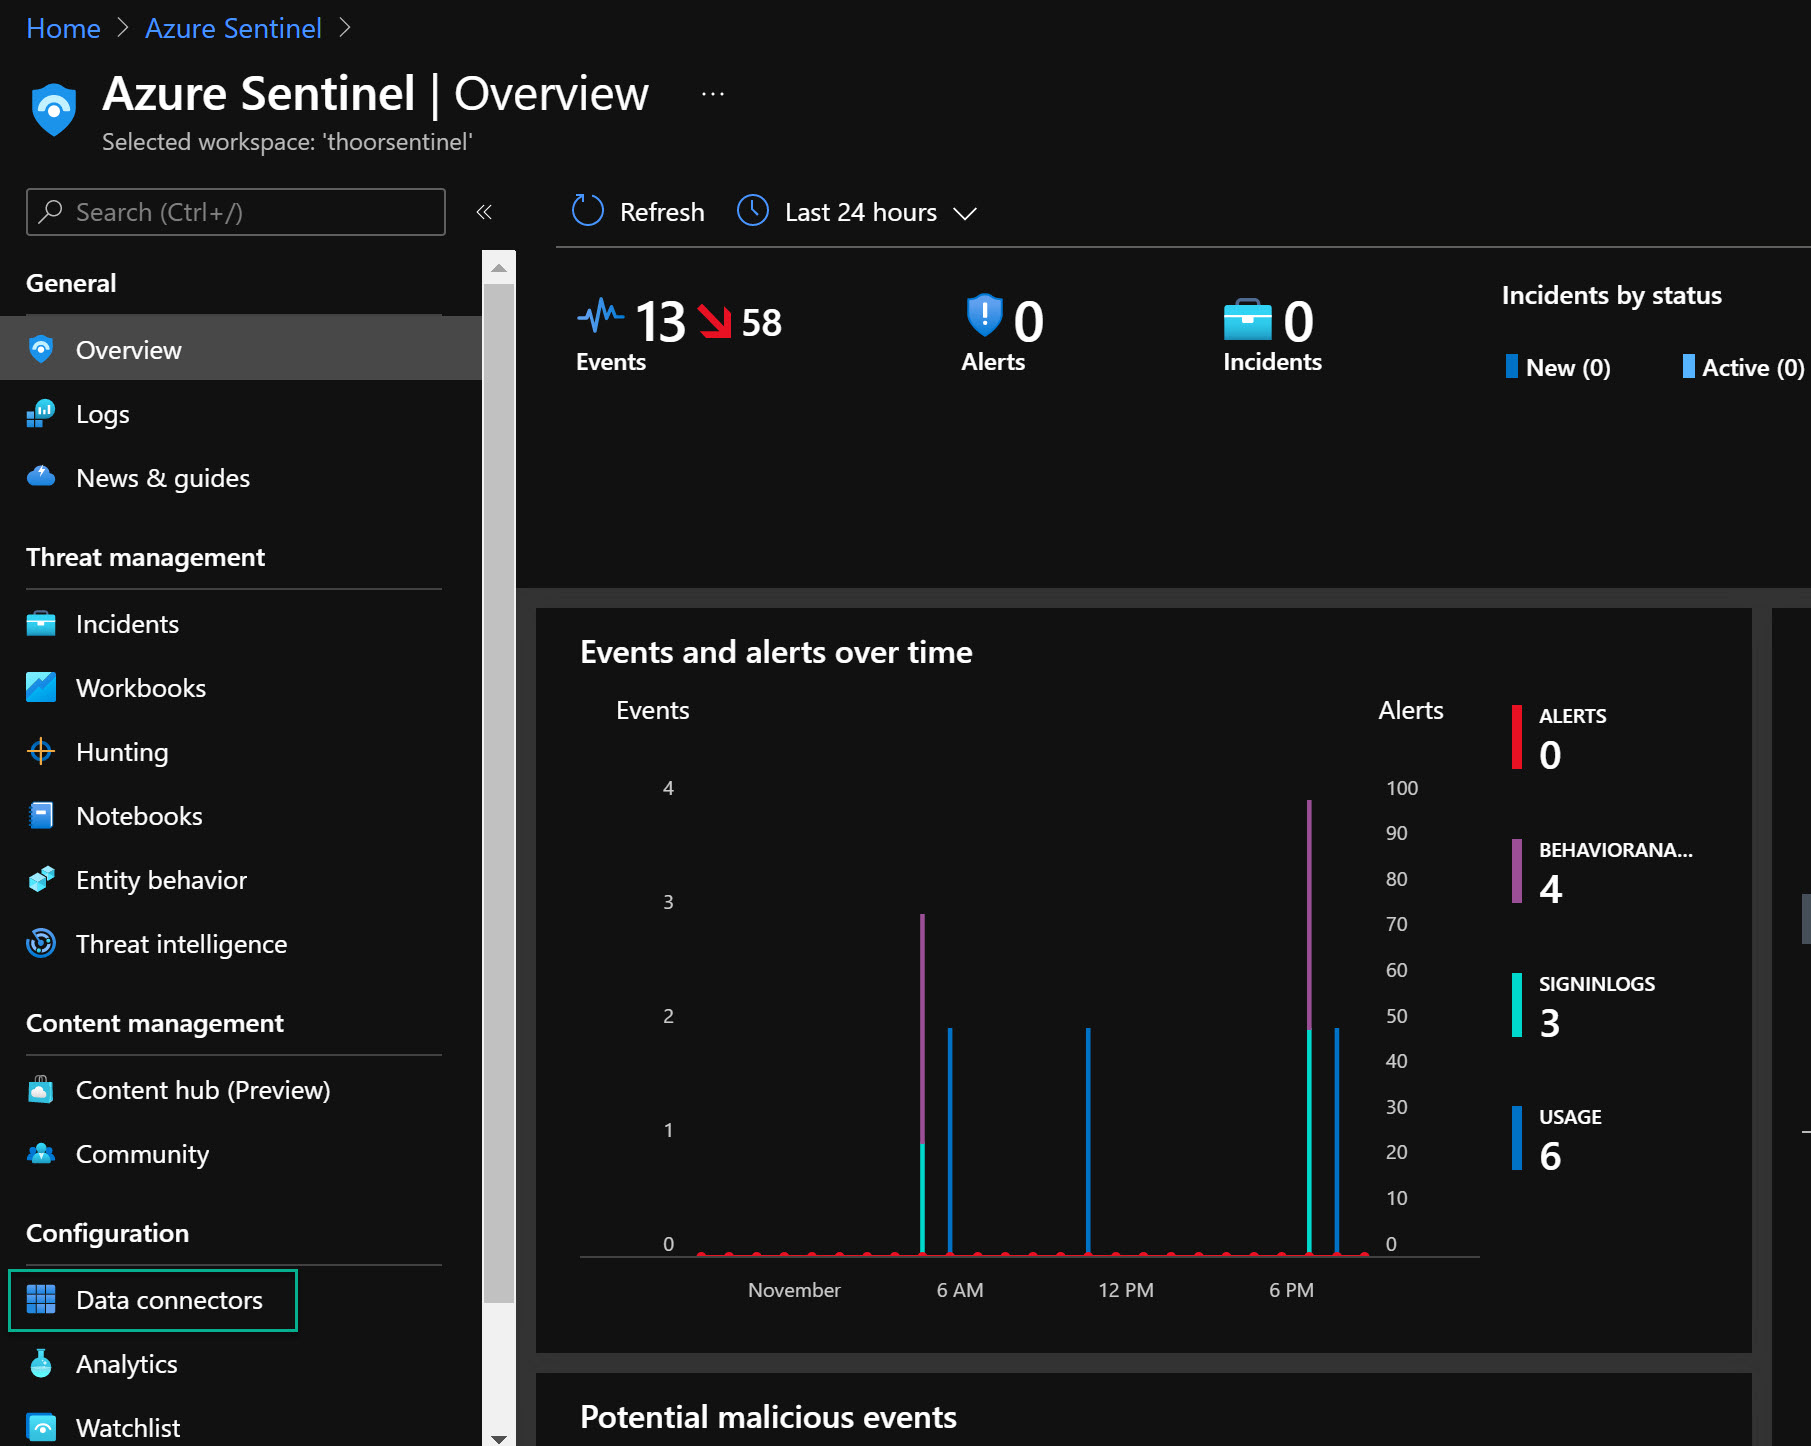 Home > Azure Sentinel >
Azure Sentinel | Overview ...
Selected workspace: 'thoorsentinel'
Search (Ctrl+/)
«
General
Overview
Logs
News & guides
Threat management
Incidents
Workbooks
Hunting
Notebooks
Entity behavior
Threat intelligence
Content management
Content hub (Preview)
Community
Configuration
Data connectors
Analytics
Watchlist
Refresh
Last 24 hours
13 58
Events
0
Alerts
0
Incidents
Incidents by status
New (0)
Active (0)
Events and alerts over time
Events
Alerts
4
3
2
1
0
100
90
80
70
60
50
40
30
20
10
0
November
6 AM
12 PM
6 PM
ALERTS
0
BEHAVIORANA...
4
SIGNINLOGS
3
USAGE
6
Potential malicious events